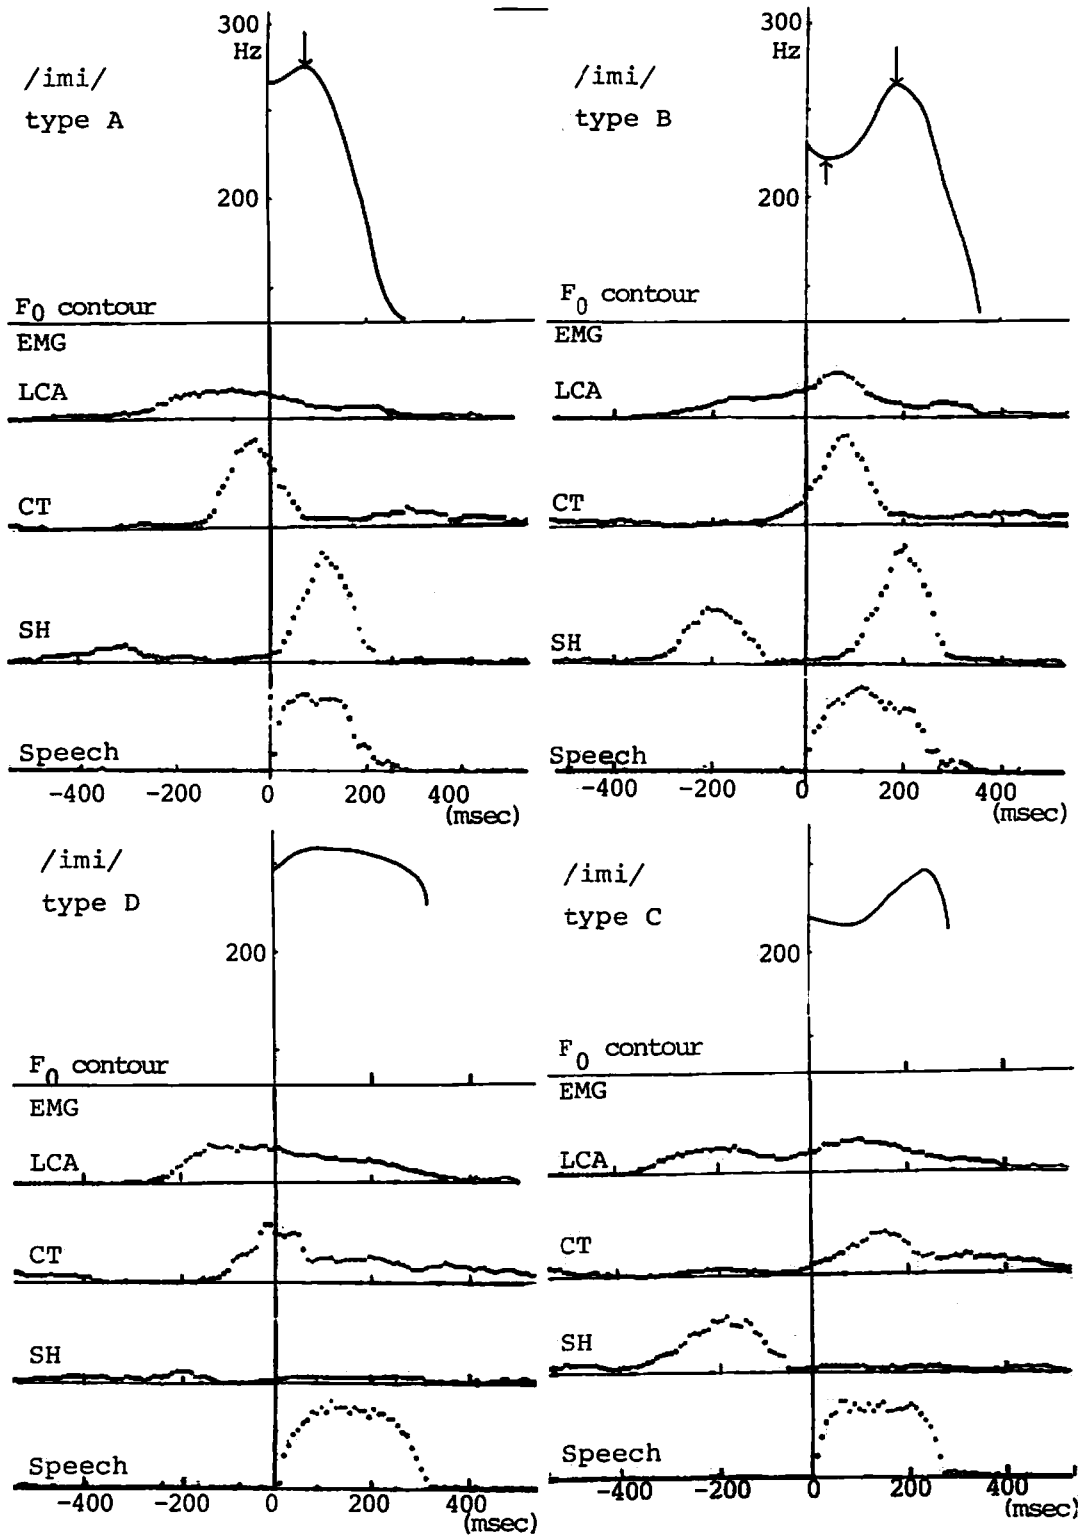 /imi/
type A
300
Hz
200
F0 contour
EMG
LCA
CT
SH
Speech
-400 -200 0 200 400
(msec)
/imi/
type B
300
Hz
200
F0 contour
EMG
LCA
CT
SH
Speech
-400 -200 0 200 400
(msec)
/imi/
type D
200
F0 contour
EMG
LCA
CT
SH
Speech
-400 -200 0 200 400
(msec)
/imi/
type C
200
F0 contour
EMG
LCA
CT
SH
Speech
-400 -200 0 200 400
(msec)